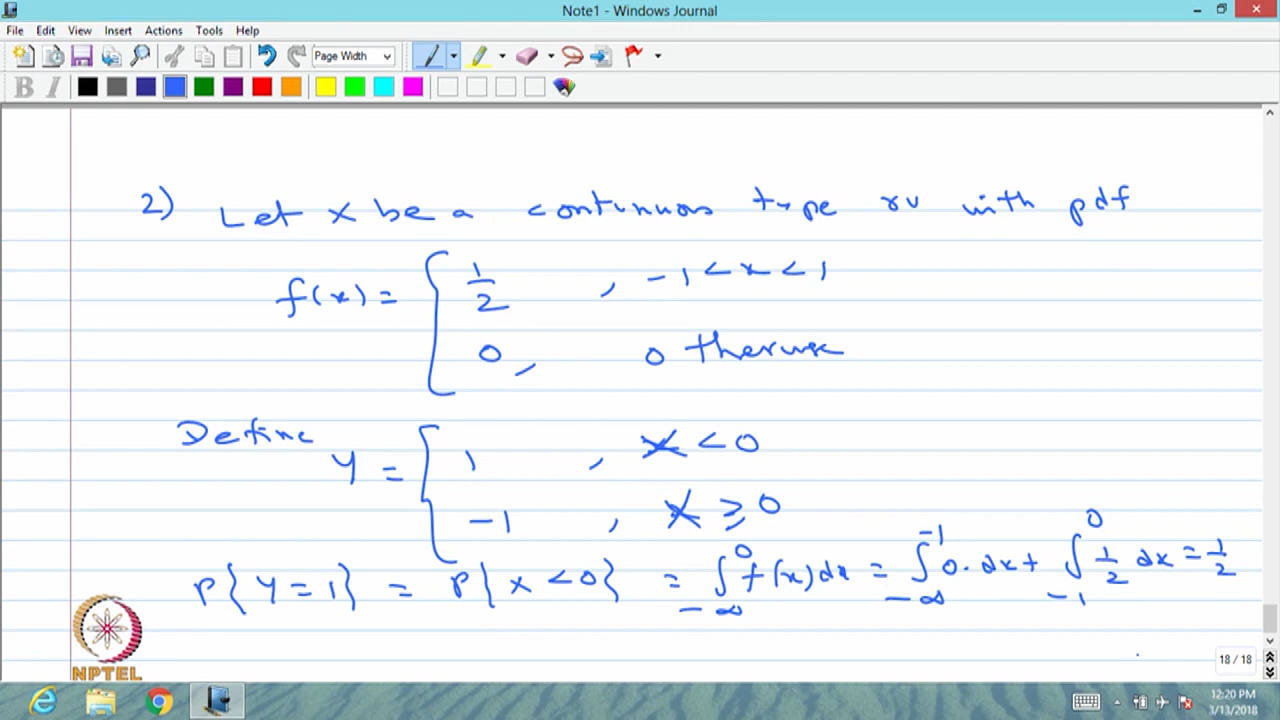 Note1 - Windows Journal
File Edit View Insert Actions Tools Help
Page Width
B I
2) Let X be a continuous type rv with pdf
f(x) = { 1/2 , -1 < x < 1
0 , otherwise
Define
Y = { 1 , X < 0
-1 , X ≥ 0
P{Y = 1} = P{X < 0} = ∫_{-∞}^{0} f(x) dx = ∫_{-∞}^{-1} 0. dx + ∫_{-1}^{0} 1/2 dx = 1/2
NPTEL
18 / 18
12:20 PM
3/13/2018